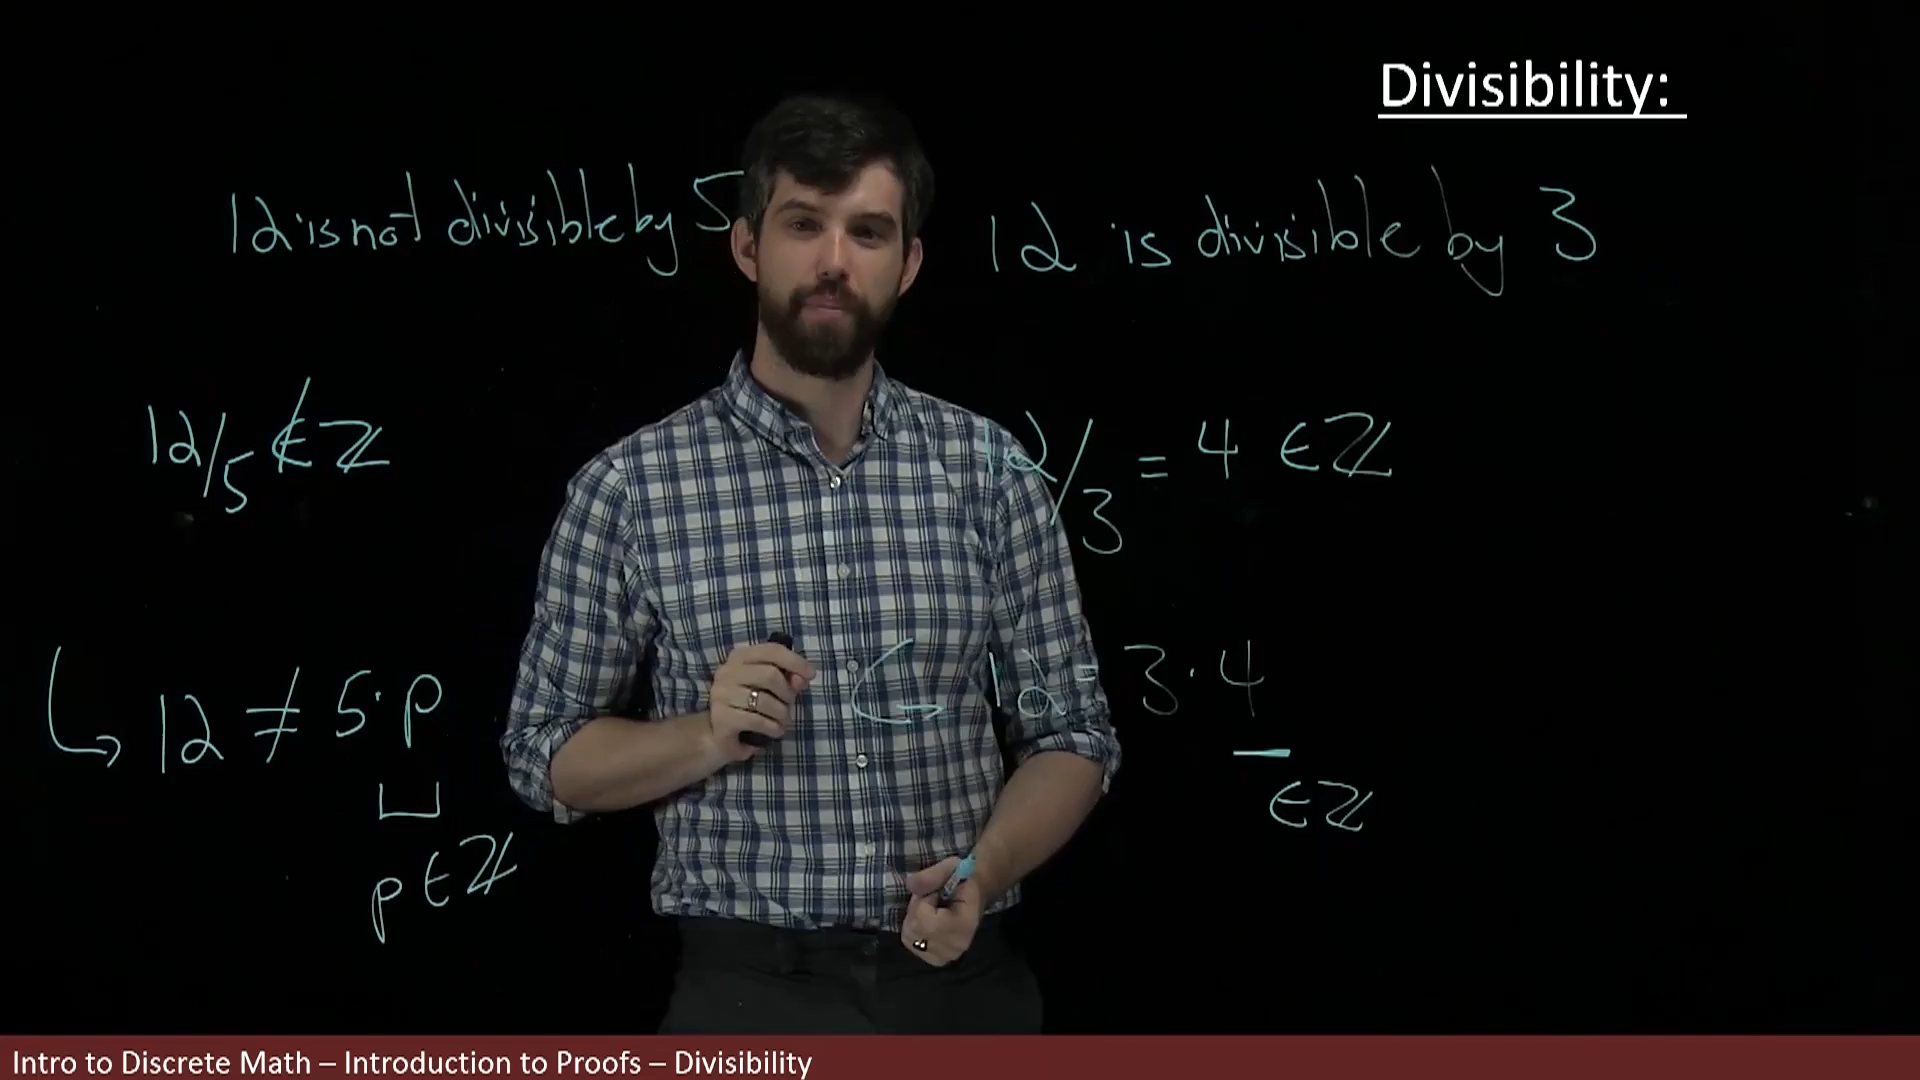 Divisibility:
12 is not divisible by 5
12 is divisible by 3
12/5 ∉ ℤ
12/3 = 4 ∈ ℤ
12 ≠ 5·p
p ∈ ℤ
12 = 3·4
∈ ℤ
Intro to Discrete Math – Introduction to Proofs – Divisibility